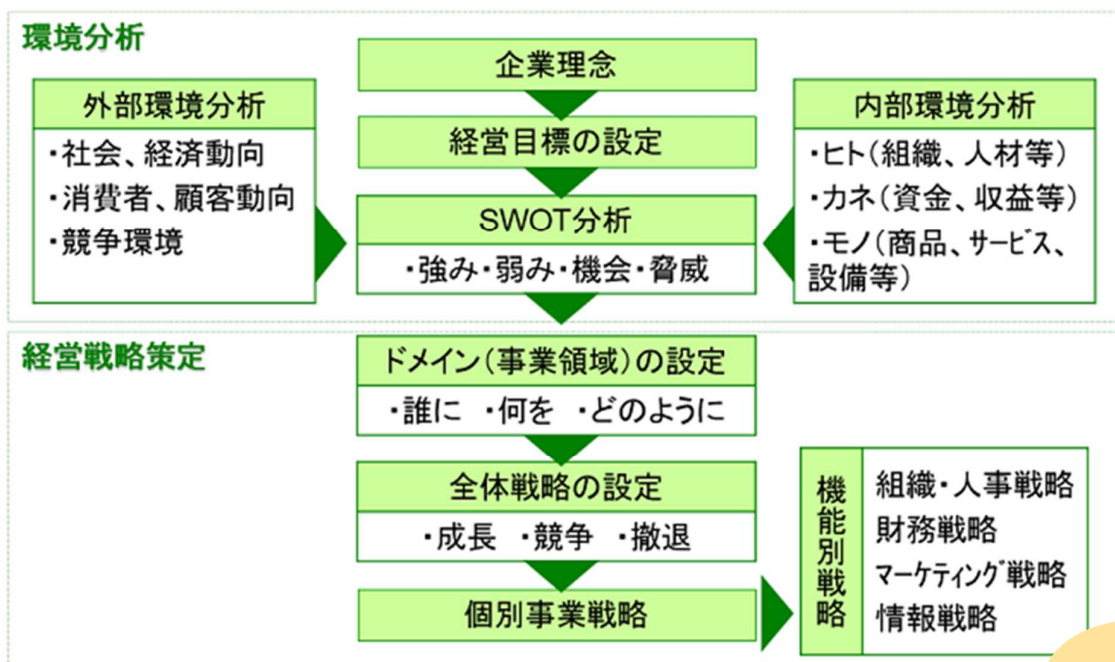 環境分析
企業理念
外部環境分析
・社会、経済動向
・消費者、顧客動向
・競争環境
経営目標の設定
SWOT分析
・強み・弱み・機会・脅威
内部環境分析
・ヒト（組織、人材等）
・カネ（資金、収益等）
・モノ（商品、サービス、
設備等）
経営戦略策定
ドメイン（事業領域）の設定
・誰に ・何を ・どのように
全体戦略の設定
・成長 ・競争 ・撤退
個別事業戦略
機能別戦略
組織・人事戦略
財務戦略
マーケティング戦略
情報戦略